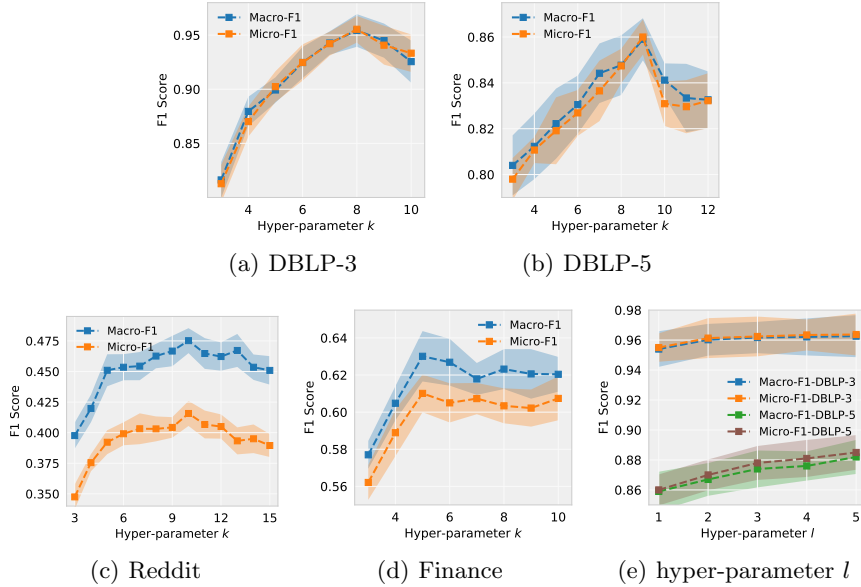 Macro-F1
Micro-F1
F1 Score
0.95
0.90
0.85
4
6
8
10
Hyper-parameter k
(a) DBLP-3
Macro-F1
Micro-F1
F1 Score
0.86
0.84
0.82
0.80
4
6
8
10
12
Hyper-parameter k
(b) DBLP-5
Macro-F1
Micro-F1
F1 Score
0.475
0.450
0.425
0.400
0.375
0.350
3
6
9
12
15
Hyper-parameter k
(c) Reddit
Macro-F1
Micro-F1
F1 Score
0.64
0.62
0.60
0.58
0.56
4
6
8
10
Hyper-parameter k
(d) Finance
Macro-F1-DBLP-3
Micro-F1-DBLP-3
Macro-F1-DBLP-5
Micro-F1-DBLP-5
F1 Score
0.98
0.96
0.94
0.92
0.90
0.88
0.86
1
2
3
4
5
Hyper-parameter l
(e) hyper-parameter l